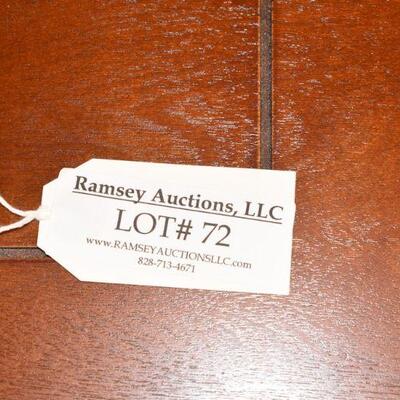 Ramsey Auctions, LLC
LOT# 72
www.RAMSEYAUCTIONSLLC.com
828-713-4671